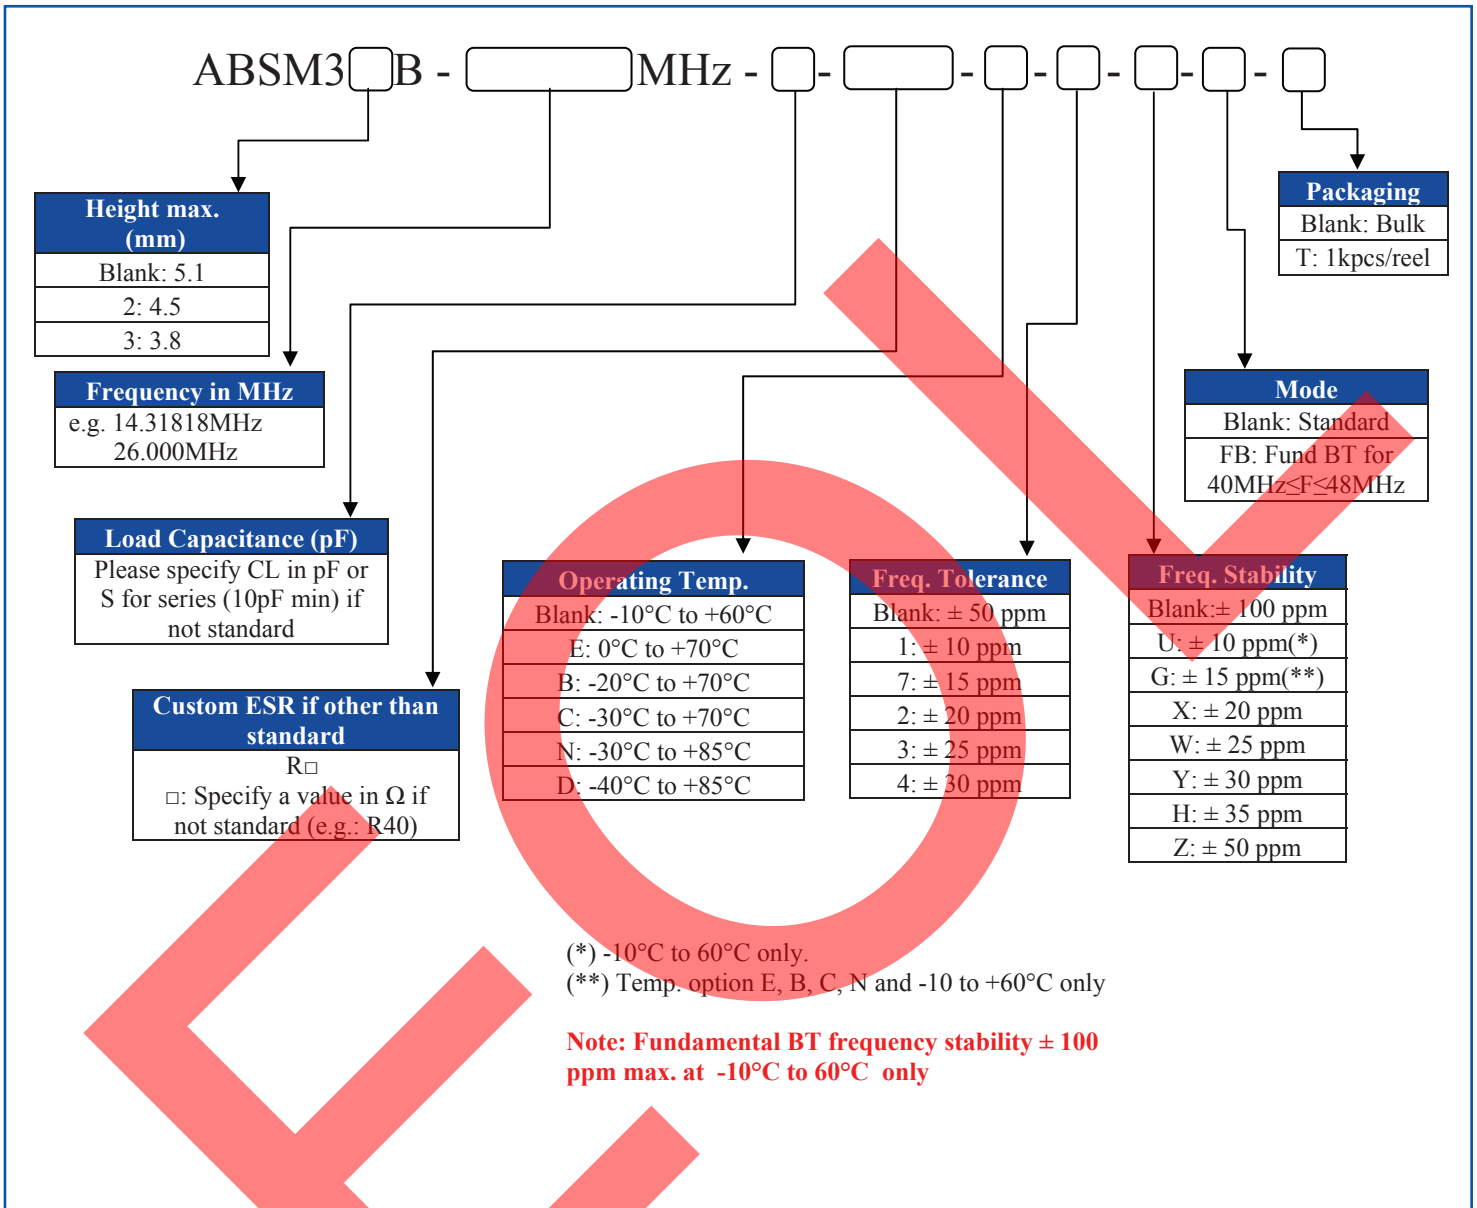 ABSM3 B - MHz - - - - - - -
Height max.
(mm)
Blank: 5.1
2: 4.5
3: 3.8
Frequency in MHz
e.g. 14.31818MHz
26.000MHz
Load Capacitance (pF)
Please specify CL in pF or
S for series (10pF min) if
not standard
Custom ESR if other than
standard
R□
□: Specify a value in Ω if
not standard (e.g.: R40)
Operating Temp.
Blank: -10°C to +60°C
E: 0°C to +70°C
B: -20°C to +70°C
C: -30°C to +70°C
N: -30°C to +85°C
D: -40°C to +85°C
Freq. Tolerance
Blank: ± 50 ppm
1: ± 10 ppm
7: ± 15 ppm
2: ± 20 ppm
3: ± 25 ppm
4: ± 30 ppm
Freq. Stability
Blank:± 100 ppm
U: ± 10 ppm(*)
G: ± 15 ppm(**)
X: ± 20 ppm
W: ± 25 ppm
Y: ± 30 ppm
H: ± 35 ppm
Z: ± 50 ppm
Mode
Blank: Standard
FB: Fund BT for
40MHz≤F≤48MHz
Packaging
Blank: Bulk
T: 1kpcs/reel
(*) -10°C to 60°C only.
(**) Temp. option E, B, C, N and -10 to +60°C only
Note: Fundamental BT frequency stability ± 100
ppm max. at -10°C to 60°C only